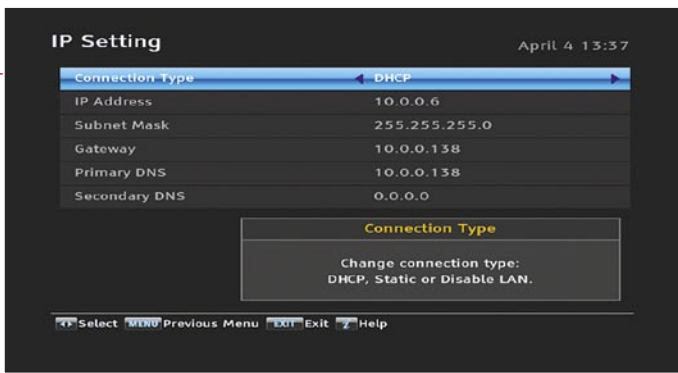 IP Setting April 4 13:37
Connection Type DHCP
IP Address 10.0.0.6
Subnet Mask 255.255.255.0
Gateway 10.0.0.138
Primary DNS 10.0.0.138
Secondary DNS 0.0.0.0
Connection Type
Change connection type:
DHCP, Static or Disable LAN.
Select MENU Previous Menu EXIT Exit Help